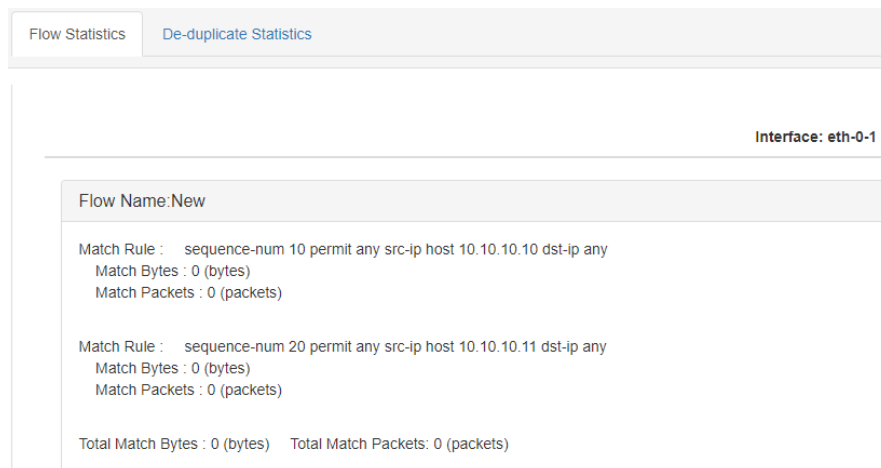 Flow Statistics De-duplicate Statistics
Interface: eth-0-1
Flow Name:New
Match Rule : sequence-num 10 permit any src-ip host 10.10.10.10 dst-ip any
Match Bytes : 0 (bytes)
Match Packets : 0 (packets)
Match Rule : sequence-num 20 permit any src-ip host 10.10.10.11 dst-ip any
Match Bytes : 0 (bytes)
Match Packets : 0 (packets)
Total Match Bytes : 0 (bytes) Total Match Packets: 0 (packets)